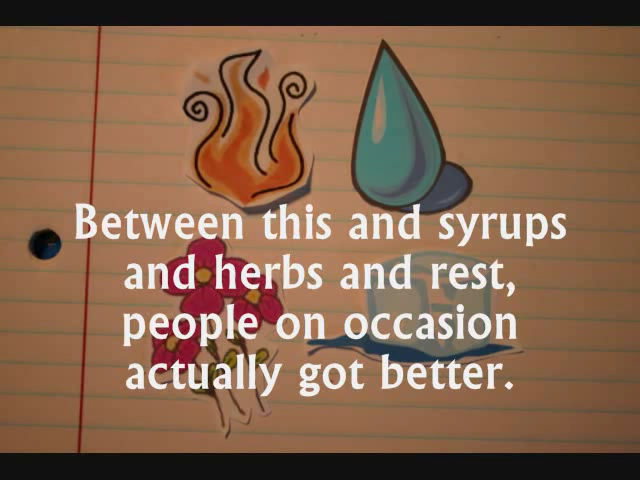 Between this and syrups
and herbs and rest,
people on occasion
actually got better.